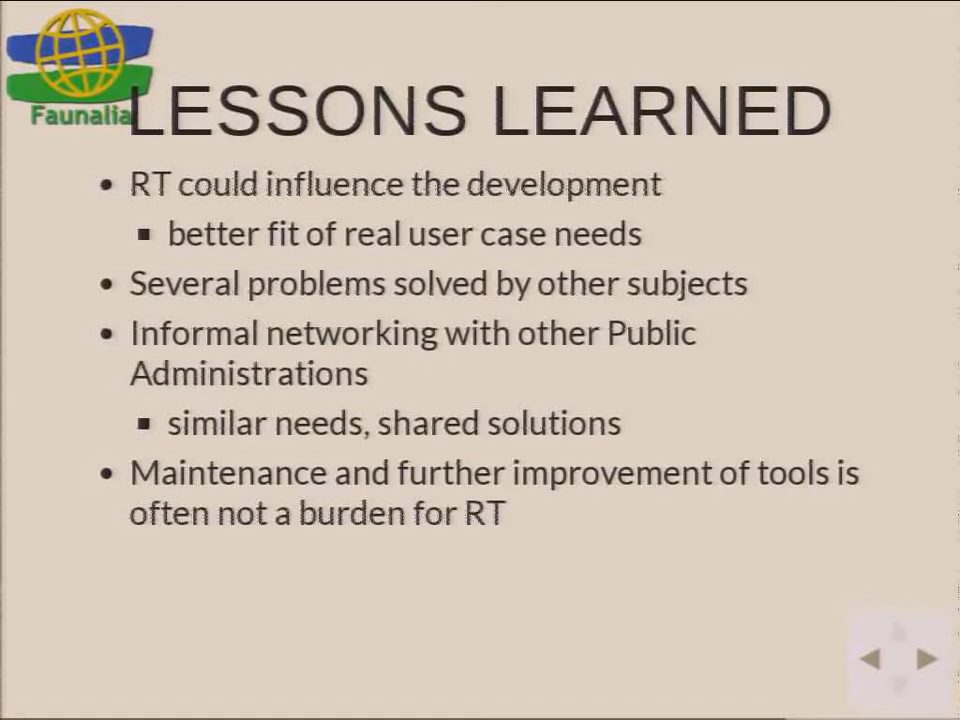 Faunalia
LESSONS LEARNED
• RT could influence the development
▪ better fit of real user case needs
• Several problems solved by other subjects
• Informal networking with other Public
Administrations
▪ similar needs, shared solutions
• Maintenance and further improvement of tools is
often not a burden for RT